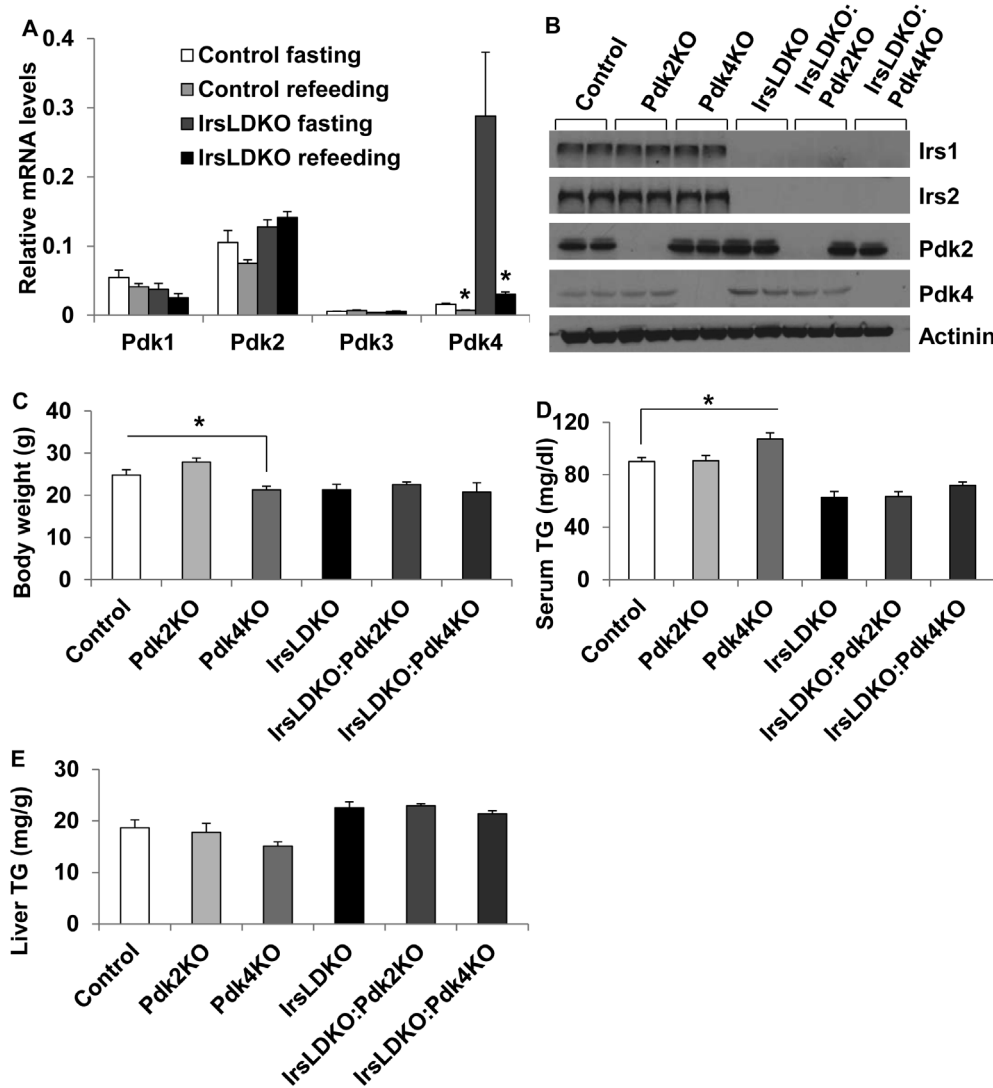 A
0.4
0.3
0.2
0.1
0
Relative mRNA levels
Control fasting
Control refeeding
IrsLDKO fasting
IrsLDKO refeeding
*
*
Pdk1 Pdk2 Pdk3 Pdk4
B
Control
Pdk2KO
Pdk4KO
IrsLDKO
IrsLDKO:
Pdk2KO
IrsLDKO:
Pdk4KO
Irs1
Irs2
Pdk2
Pdk4
Actinin
C
40
30
20
10
0
Body weight (g)
*
Control
Pdk2KO
Pdk4KO
IrsLDKO
IrsLDKO:Pdk2KO
IrsLDKO:Pdk4KO
D
120
80
40
0
Serum TG (mg/dl)
*
Control
Pdk2KO
Pdk4KO
IrsLDKO
IrsLDKO:Pdk2KO
IrsLDKO:Pdk4KO
E
30
20
10
0
Liver TG (mg/g)
Control
Pdk2KO
Pdk4KO
IrsLDKO
IrsLDKO:Pdk2KO
IrsLDKO:Pdk4KO